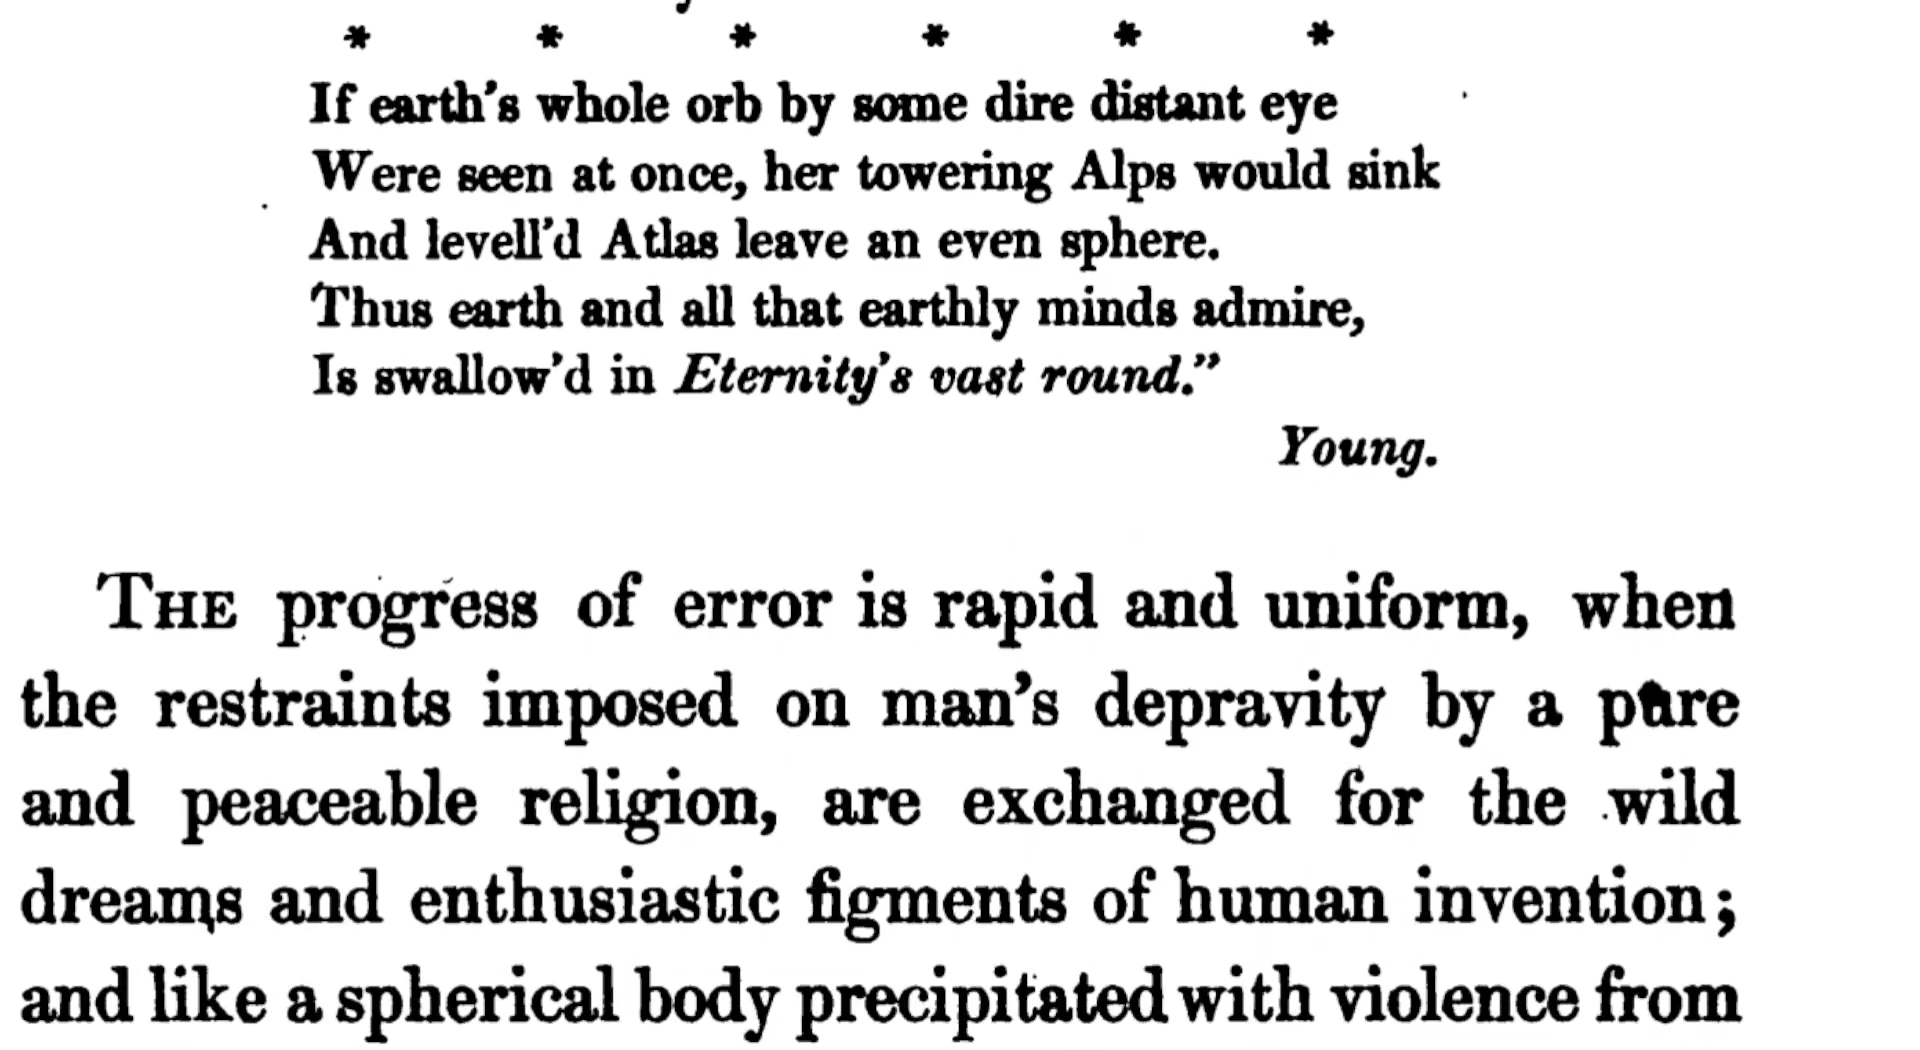 * * * * * *
If earth's whole orb by some dire distant eye
Were seen at once, her towering Alps would sink
And levell'd Atlas leave an even sphere.
Thus earth and all that earthly minds admire,
Is swallow'd in Eternity's vast round.”
Young.
THE progress of error is rapid and uniform, when
the restraints imposed on man's depravity by a pure
and peaceable religion, are exchanged for the wild
dreams and enthusiastic figments of human invention;
and like a spherical body precipitated with violence from